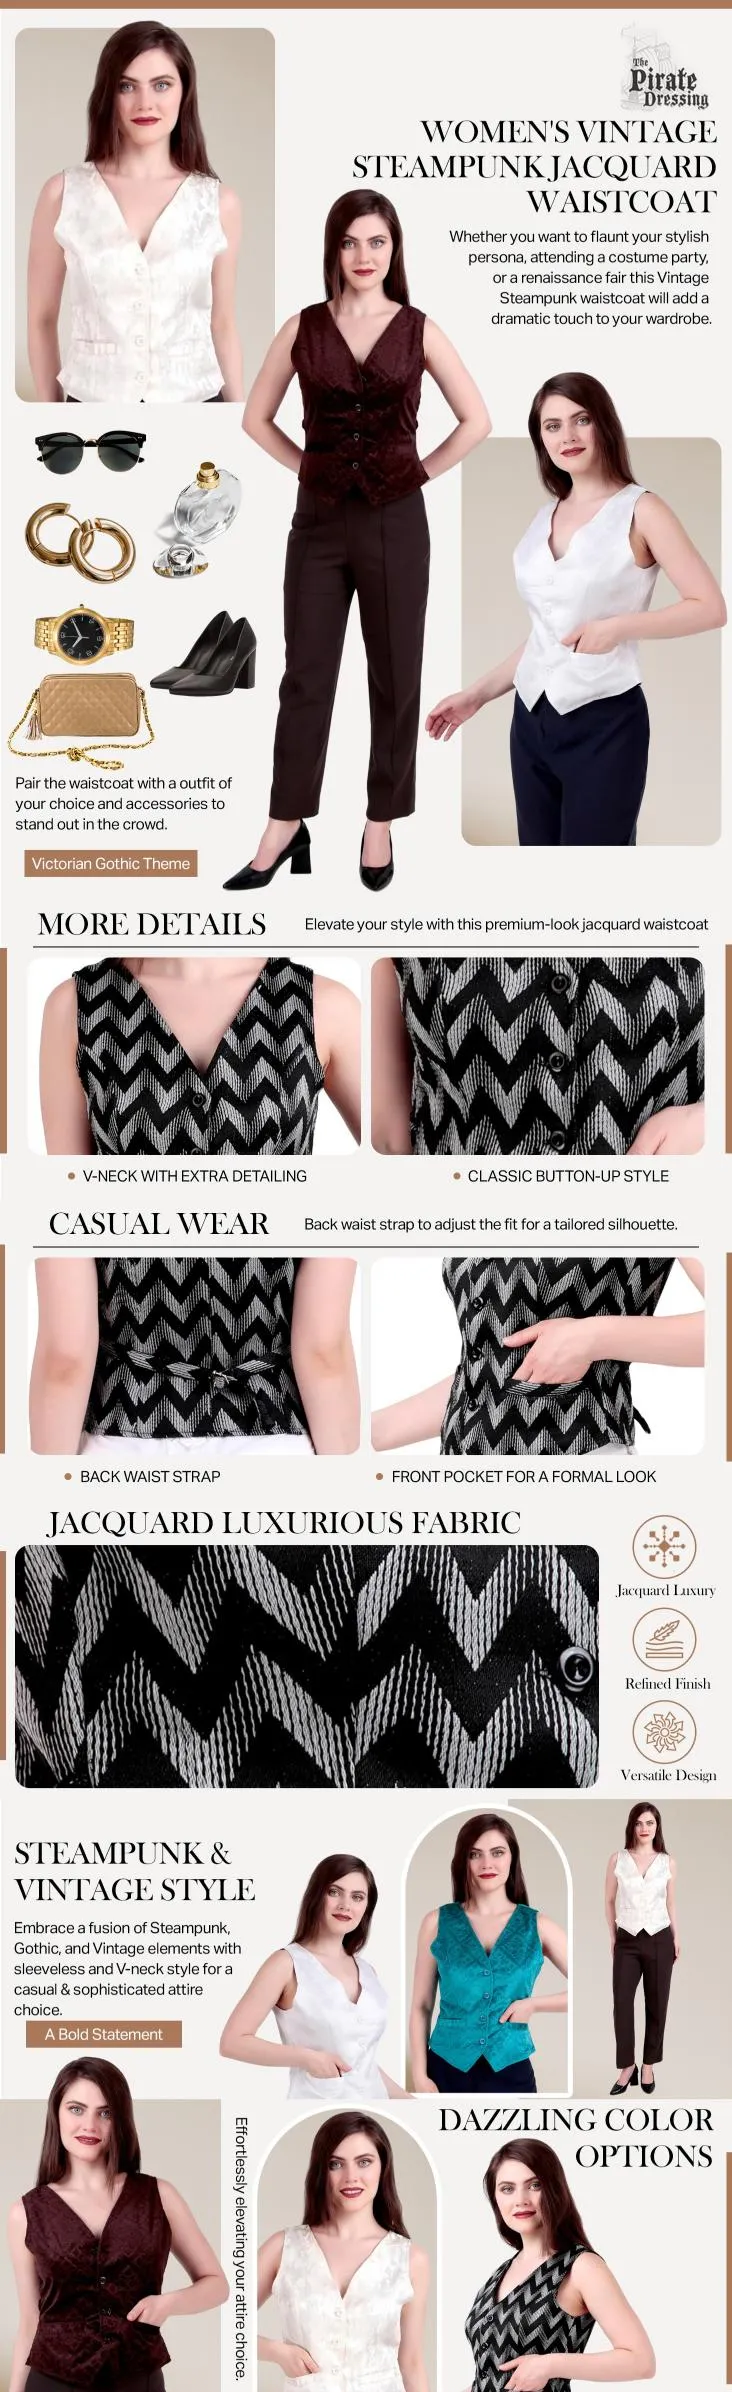 The
Pirate
Dressing
WOMEN'S VINTAGE
STEAMPUNK JACQUARD
WAISTCOAT
Whether you want to flaunt your stylish
persona, attending a costume party,
or a renaissance fair this Vintage
Steampunk waistcoat will add a
dramatic touch to your wardrobe.
Pair the waistcoat with a outfit of
your choice and accessories to
stand out in the crowd.
Victorian Gothic Theme
MORE DETAILS
Elevate your style with this premium-look jacquard waistcoat
V-NECK WITH EXTRA DETAILING
CLASSIC BUTTON-UP STYLE
CASUAL WEAR
Back waist strap to adjust the fit for a tailored silhouette.
BACK WAIST STRAP
FRONT POCKET FOR A FORMAL LOOK
JACQUARD LUXURIOUS FABRIC
Jacquard Luxury
Refined Finish
Versatile Design
STEAMPUNK &
VINTAGE STYLE
Embrace a fusion of Steampunk,
Gothic, and Vintage elements with
sleeveless and V-neck style for a
casual & sophisticated attire
choice.
A Bold Statement
DAZZLING COLOR
OPTIONS
Effortlessly elevating your attire choice.